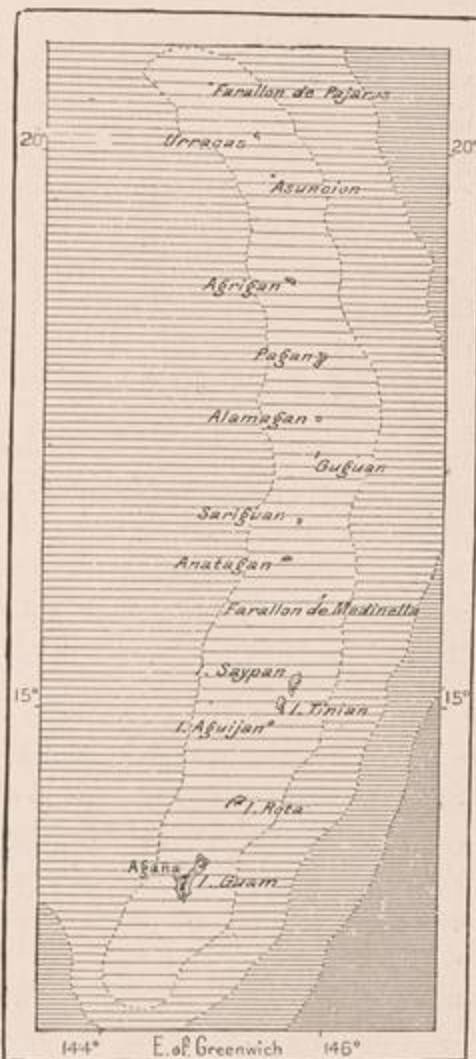 Farallon de Pajaros
20° Urracas 20°
Asuncion
Agrigan
Pagan
Alamagan
Guguan
Sariguan
Anatagan
Farallon de Medinella
I. Saypan
15° 15°
I. Tinian
I. Aguijan
I. Rota
Agana
I. Guam
144° E. of. Greenwich 146°